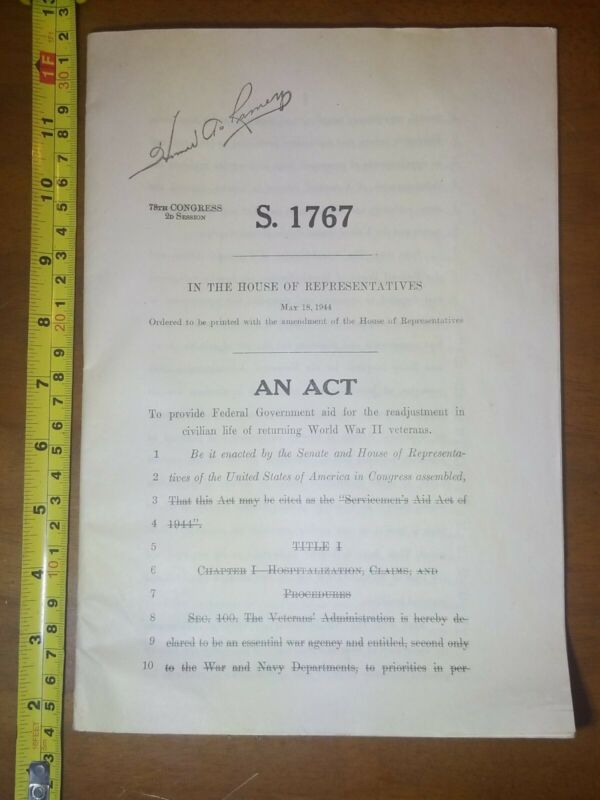 Homer A. Ramey
78TH CONGRESS
2D SESSION
S. 1767
IN THE HOUSE OF REPRESENTATIVES
MAY 18, 1944
Ordered to be printed with the amendment of the House of Representatives
AN ACT
To provide Federal Government aid for the readjustment in
civilian life of returning World War II veterans.
1 Be it enacted by the Senate and House of Representa-
2 tives of the United States of America in Congress assembled,
3 That this Act may be cited as the "Servicemen's Aid Act of
4 1944".
5 TITLE I
6 CHAPTER I—HOSPITALIZATION, CLAIMS, AND
7 PROCEDURES
8 SEC. 100. The Veterans' Administration is hereby de-
9 clared to be an essential war agency and entitled, second only
10 to the War and Navy Departments, to priorities in per-